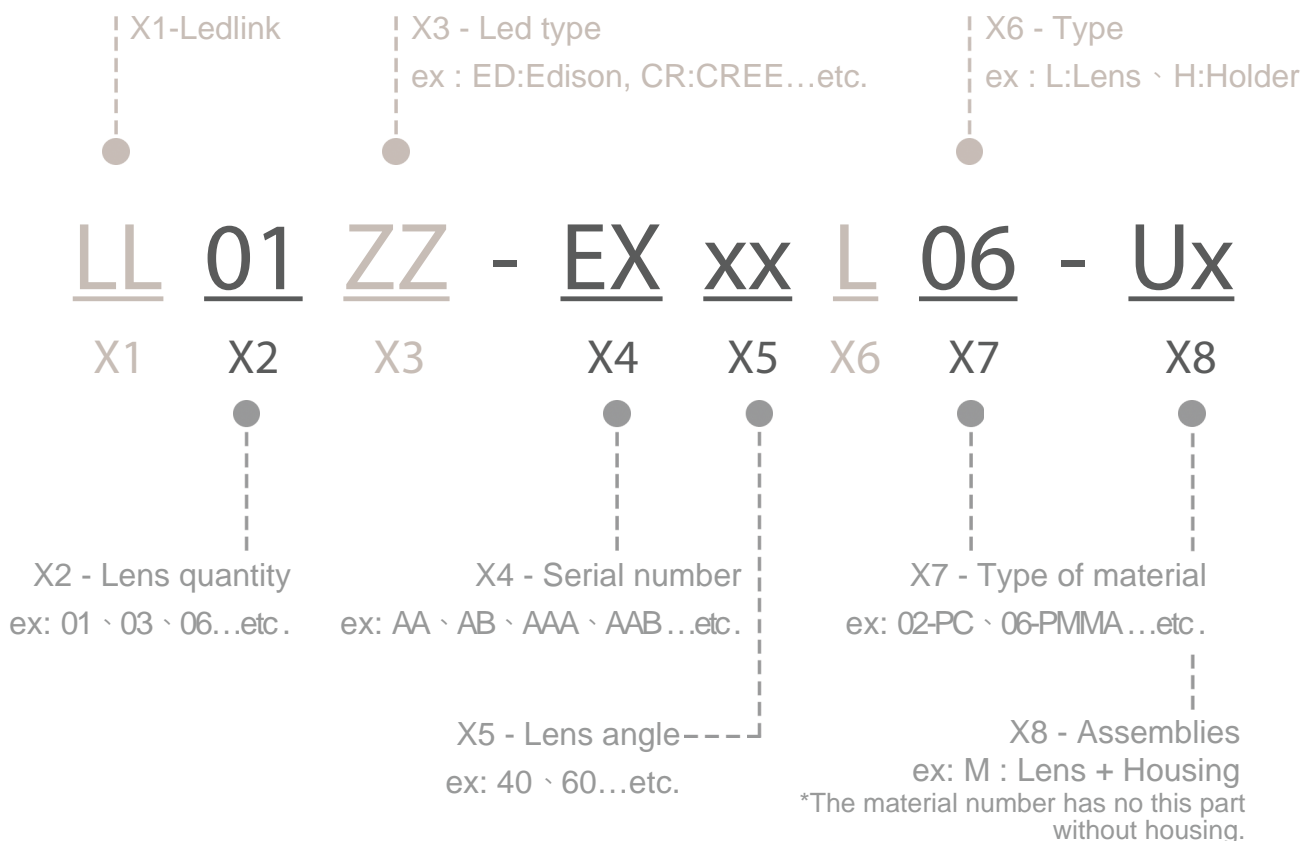 X1-Ledlink
X3 - Led type
ex : ED:Edison, CR:CREE…etc.
X6 - Type
ex : L:Lens、H:Holder
LL 01 ZZ - EX xx L 06 - Ux
X1 X2 X3 X4 X5 X6 X7 X8
X2 - Lens quantity
ex: 01、03、06…etc.
X4 - Serial number
ex: AA、AB、AAA、AAB…etc.
X7 - Type of material
ex: 02-PC、06-PMMA…etc.
X5 - Lens angle
ex: 40、60…etc.
X8 - Assemblies
ex: M : Lens + Housing
*The material number has no this part
without housing.